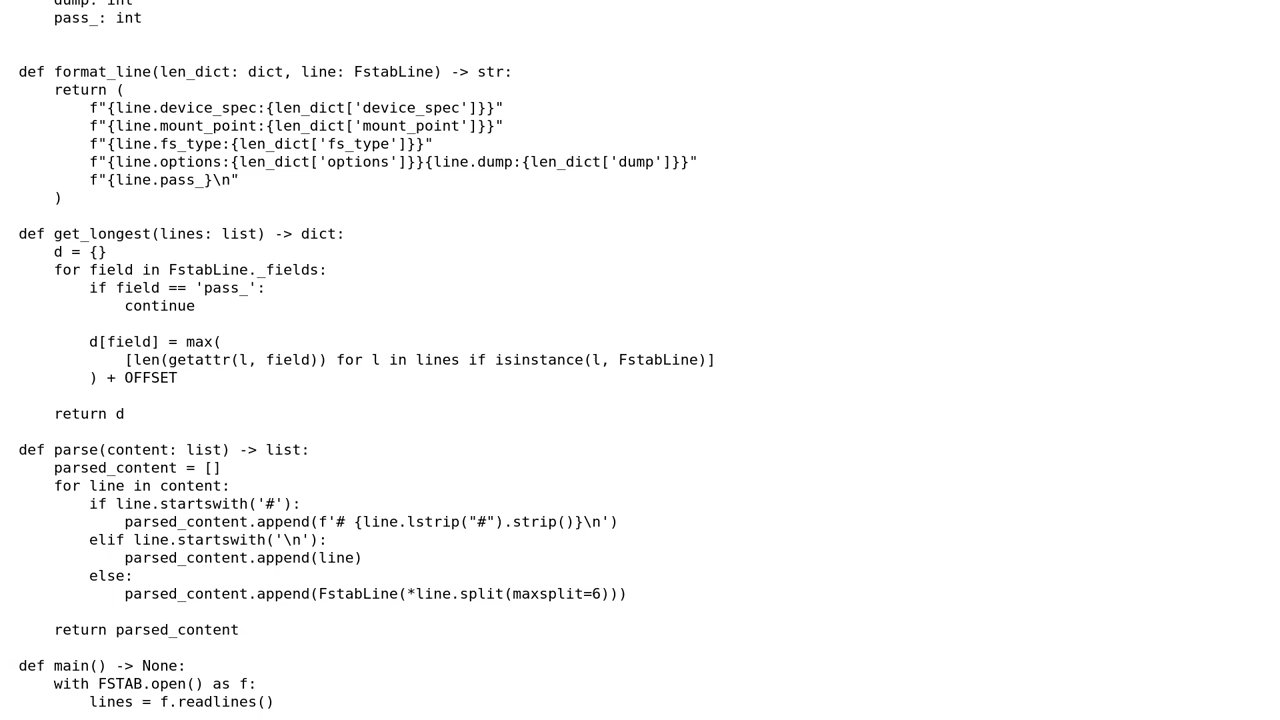 dump: int
pass_: int
def format_line(len_dict: dict, line: FstabLine) -> str:
return (
f"{line.device_spec:{len_dict['device_spec']}}"
f"{line.mount_point:{len_dict['mount_point']}}"
f"{line.fs_type:{len_dict['fs_type']}}"
f"{line.options:{len_dict['options']}}{line.dump:{len_dict['dump']}}"
f"{line.pass_}\n"
)
def get_longest(lines: list) -> dict:
d = {}
for field in FstabLine._fields:
if field == 'pass_':
continue
d[field] = max(
[len(getattr(l, field)) for l in lines if isinstance(l, FstabLine)]
) + OFFSET
return d
def parse(content: list) -> list:
parsed_content = []
for line in content:
if line.startswith('#'):
parsed_content.append(f'# {line.lstrip("#").strip()}\n')
elif line.startswith('\n'):
parsed_content.append(line)
else:
parsed_content.append(FstabLine(*line.split(maxsplit=6)))
return parsed_content
def main() -> None:
with FSTAB.open() as f:
lines = f.readlines()